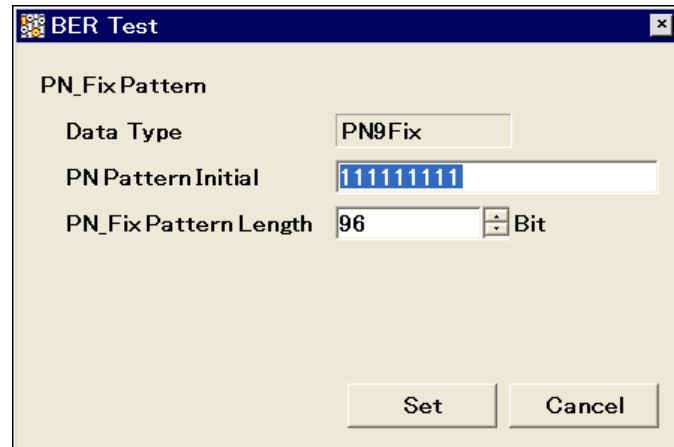 BER Test
PN_Fix Pattern
Data Type PN9Fix
PN Pattern Initial 111111111
PN_Fix Pattern Length 96 Bit
Set Cancel